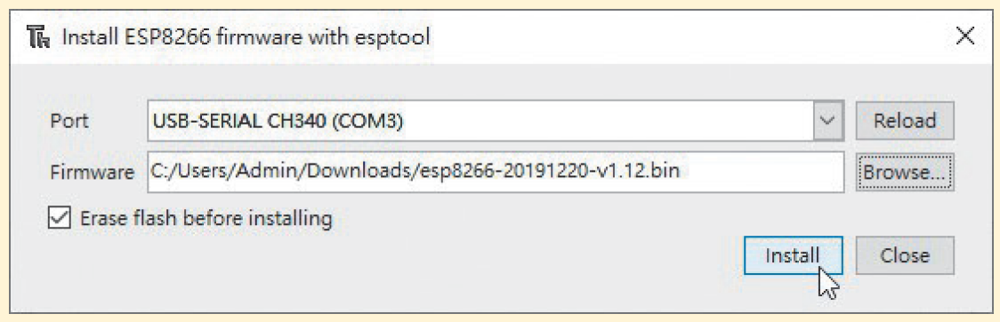 Install ESP8266 firmware with esptool
Port USB-SERIAL CH340 (COM3) Reload
Firmware C:/Users/Admin/Downloads/esp8266-20191220-v1.12.bin Browse...
Erase flash before installing
Install Close